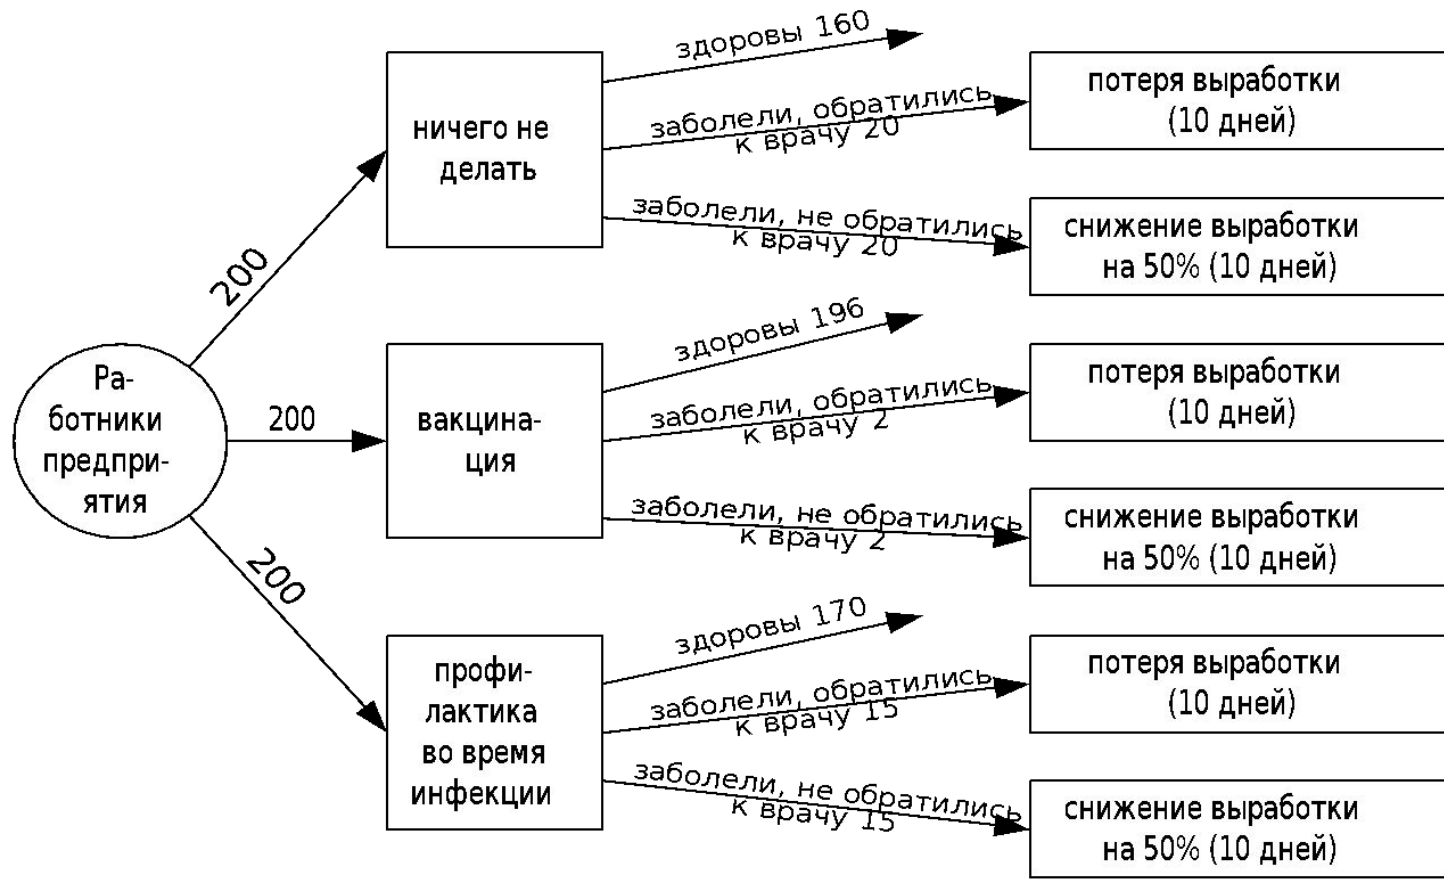 Ра-
ботники
предпри-
ятия
200
200
200
ничего не
делать
здоровы 160
заболели, обратились
к врачу 20
потеря выработки
(10 дней)
заболели, не обратились
к врачу 20
снижение выработки
на 50% (10 дней)
вакцина-
ция
здоровы 196
заболели, обратились
к врачу 2
потеря выработки
(10 дней)
заболели, не обратились
к врачу 2
снижение выработки
на 50% (10 дней)
профи-
лактика
во время
инфекции
здоровы 170
заболели, обратились
к врачу 15
потеря выработки
(10 дней)
заболели, не обратились
к врачу 15
снижение выработки
на 50% (10 дней)